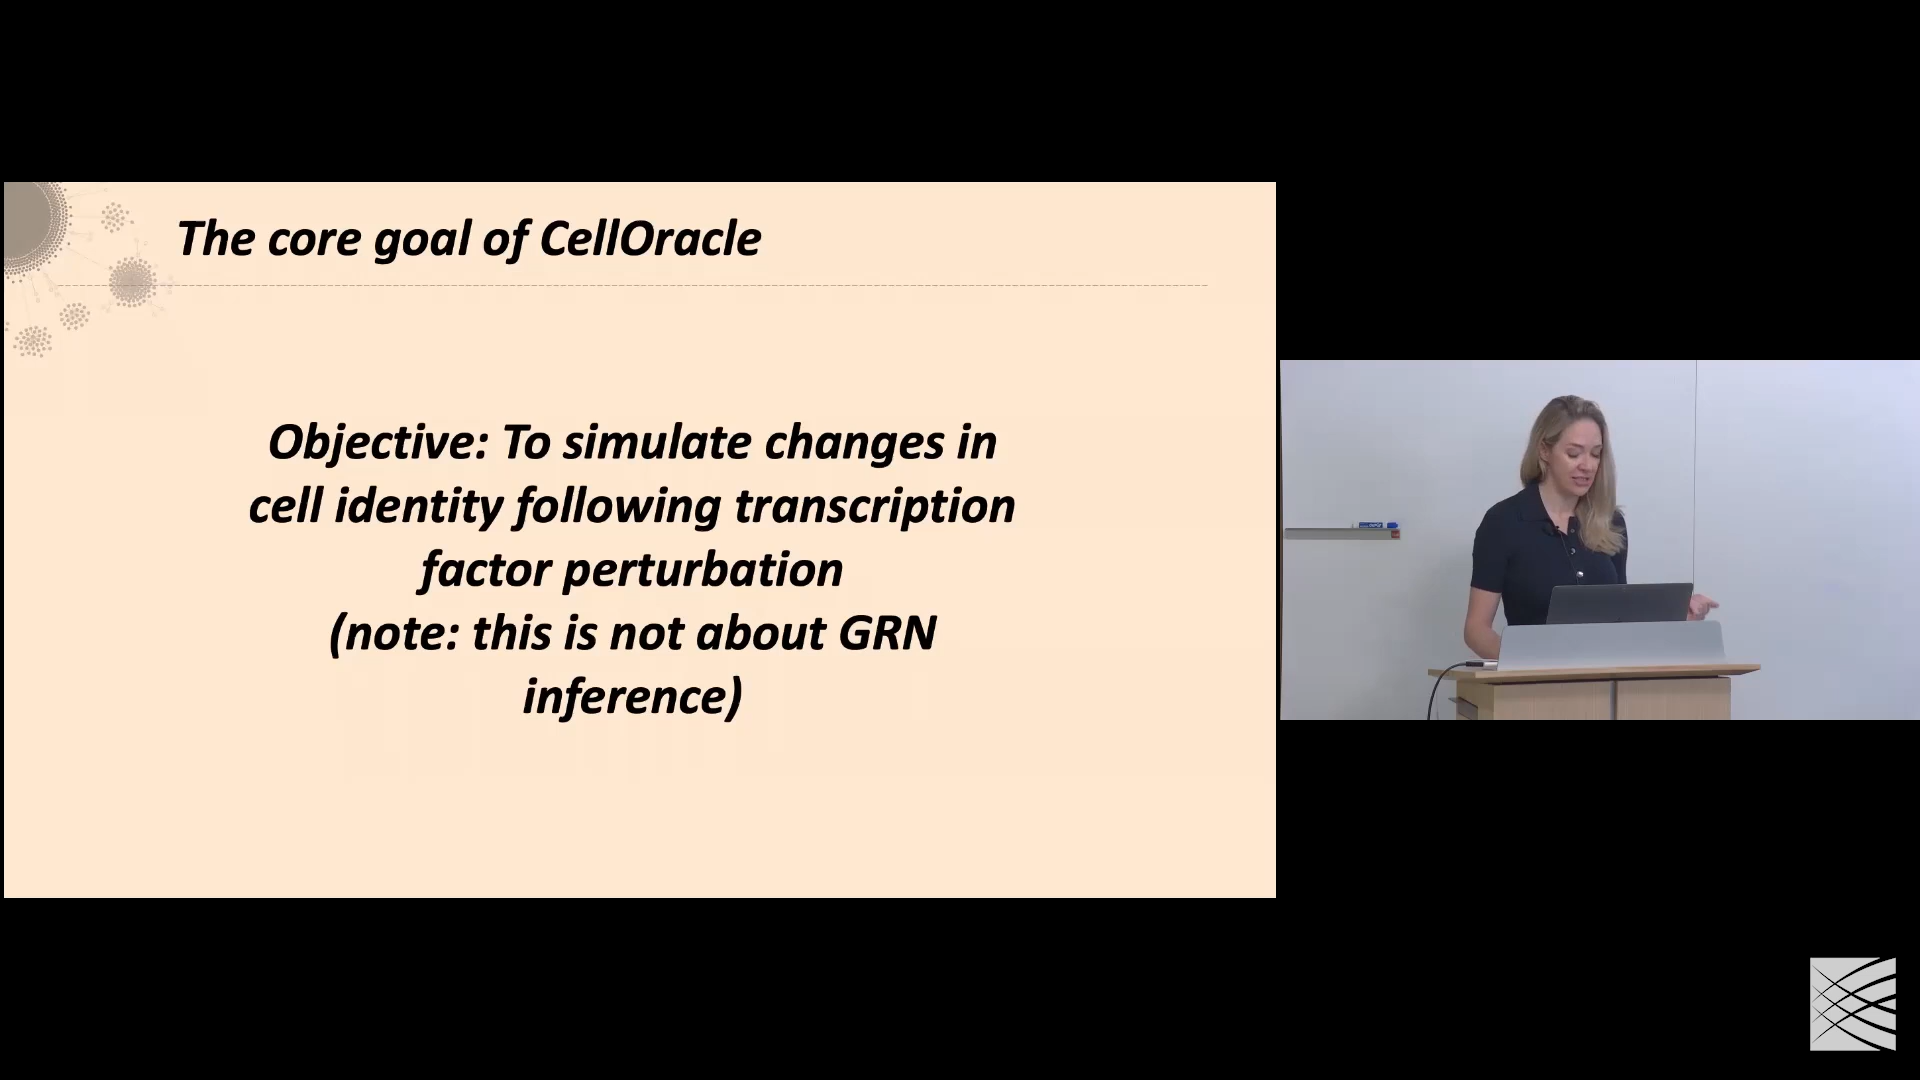 The core goal of CellOracle
Objective: To simulate changes in
cell identity following transcription
factor perturbation
(note: this is not about GRN
inference)